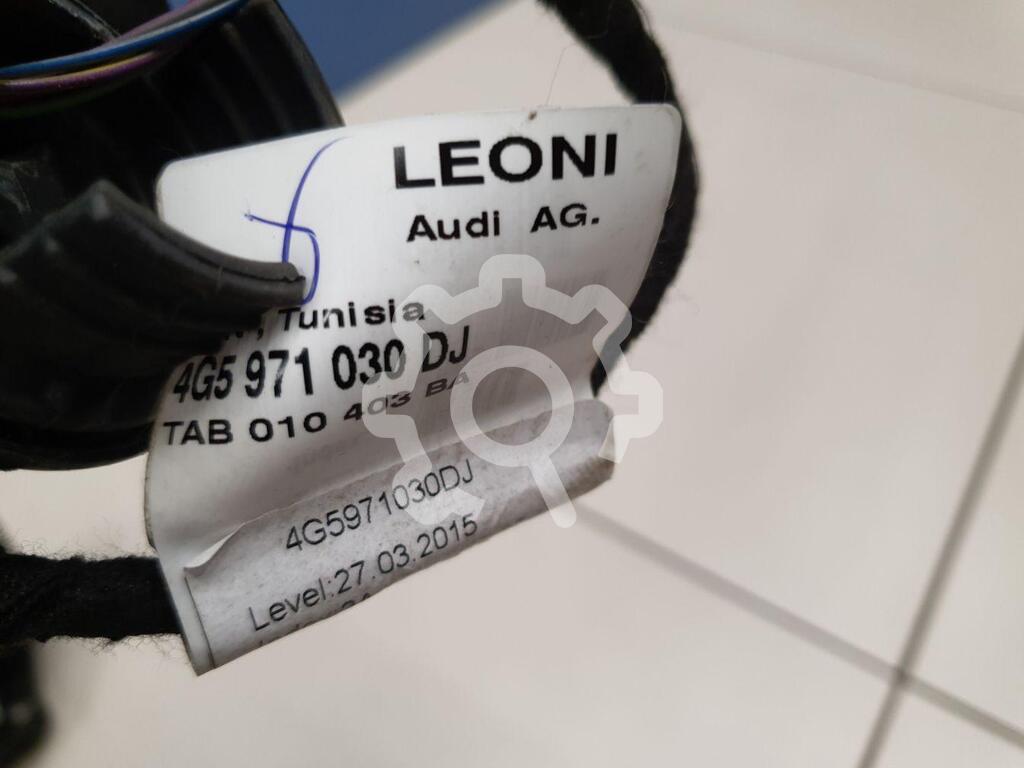 LEONI
Audi AG.
, Tunisia
4G5 971 030 DJ
TAB 010 403 BA
4G5971030DJ
Level:27.03.2015